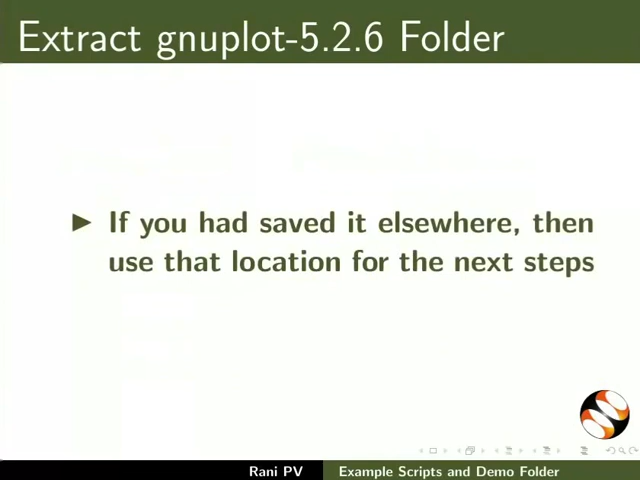 Extract gnuplot-5.2.6 Folder
▶ If you had saved it elsewhere, then
use that location for the next steps
Rani PV
Example Scripts and Demo Folder